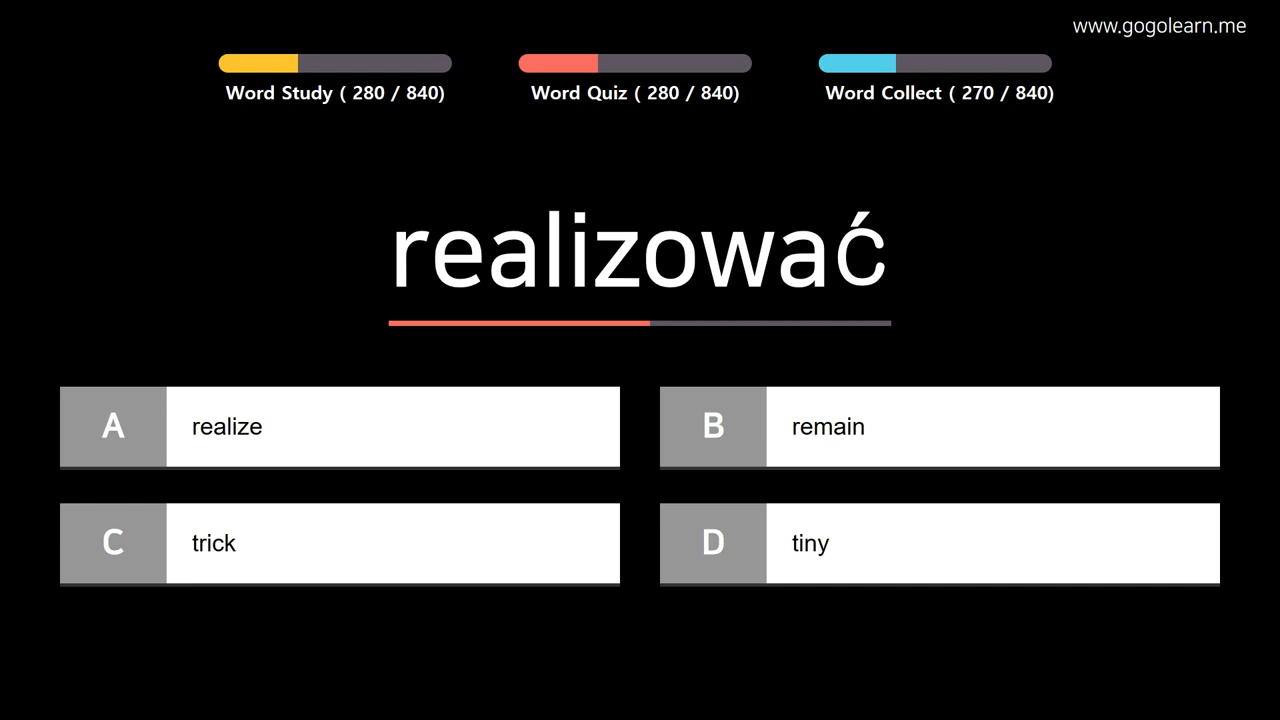 www.gogolearn.me
Word Study ( 280 / 840)
Word Quiz ( 280 / 840)
Word Collect ( 270 / 840)
realizować
A realize
B remain
C trick
D tiny